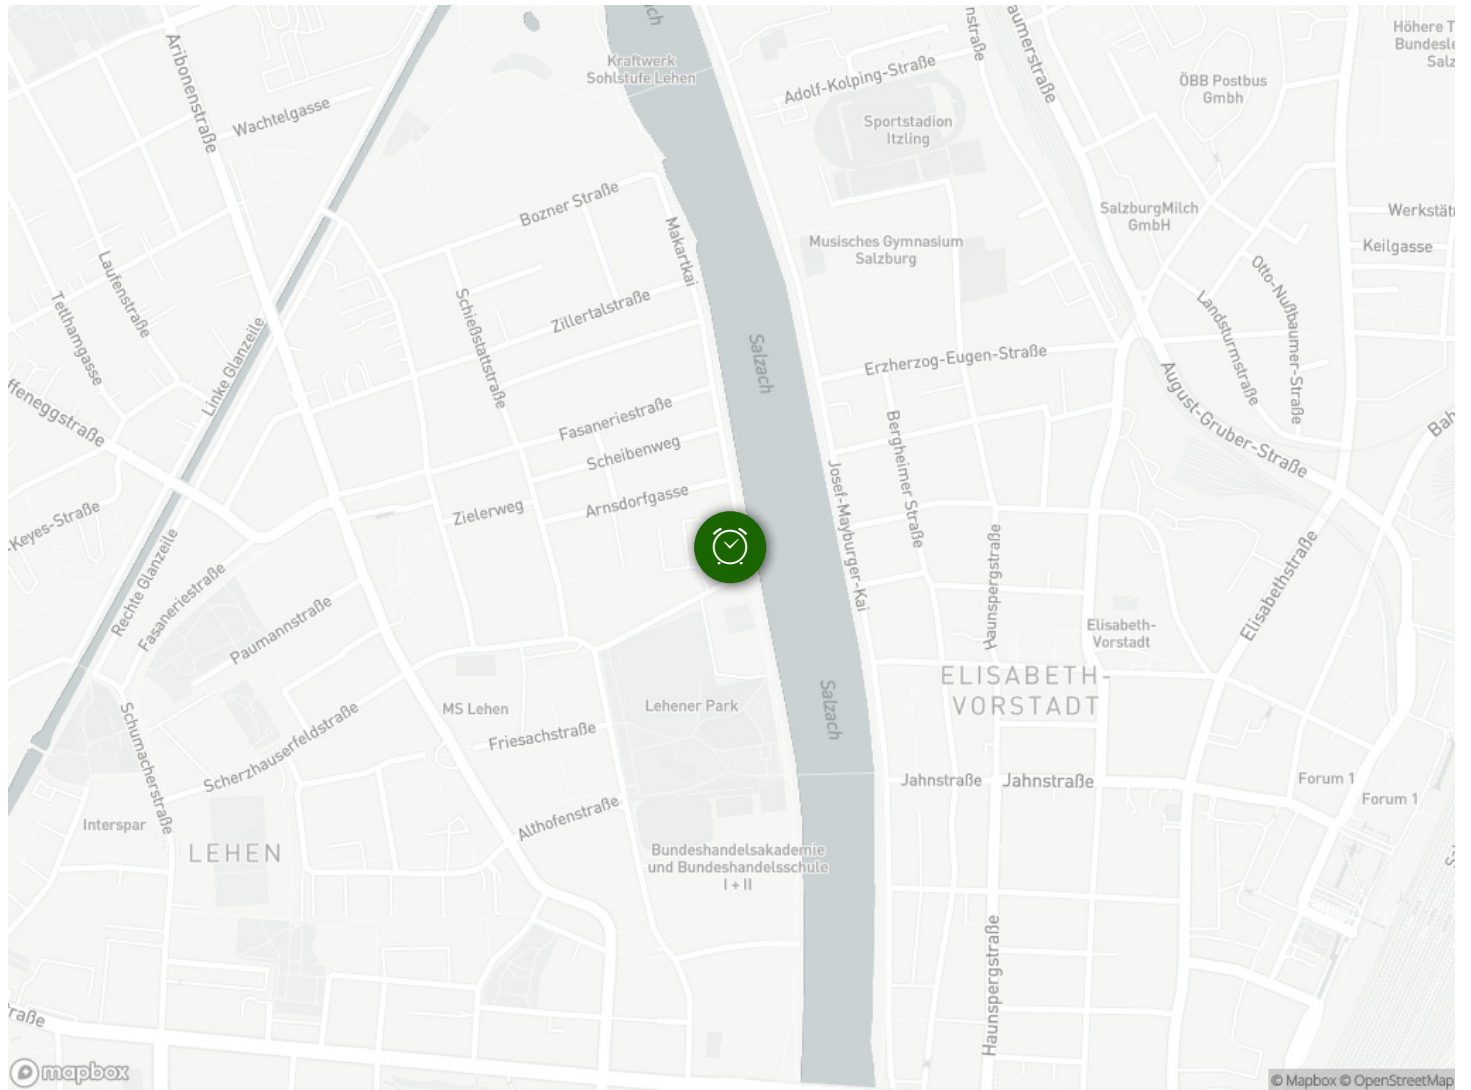 Salzach
Kraftwerk
Sohlstufe Lehen
Adolf-Kolping-Straße
ÖBB Postbus
Gmbh
Aribonenstraße
Wachtelgasse
Sportstadion
Itzling
Bozner Straße
Makartkai
SalzburgMilch
GmbH
Keilgasse
Musisches Gymnasium
Salzburg
Laufenstraße
Tettlhamgasse
Linke Glanzeile
Schießstattstraße
Zillertalstraße
Salzach
Erzherzog-Eugen-Straße
Otto-Nußbaumer-Straße
Landsturmstraße
August-Gruber-Straße
ffeneggstraße
Fasaneriestraße
Scheibenweg
Bergheimer Straße
Josef-Mayburger-Kai
Zielerweg
Arnsdorfgasse
-Keyes-Straße
Rechte Glanzeile
Fasaneriestraße
Paumannstraße
Haunspergstraße
Elisabethstraße
Elisabeth-
Vorstadt
ELISABETH-
VORSTADT
MS Lehen
Lehener Park
Salzach
Friesachstraße
Schumacherstraße
Scherzhauserfeldstraße
Jahnstraße
Jahnstraße
Forum 1
Forum 1
Althofenstraße
Interspar
LEHEN
Bundeshandelsakademie
und Bundeshandelsschule
I + II
Haunspergstraße
mapbox
© Mapbox © OpenStreetMap